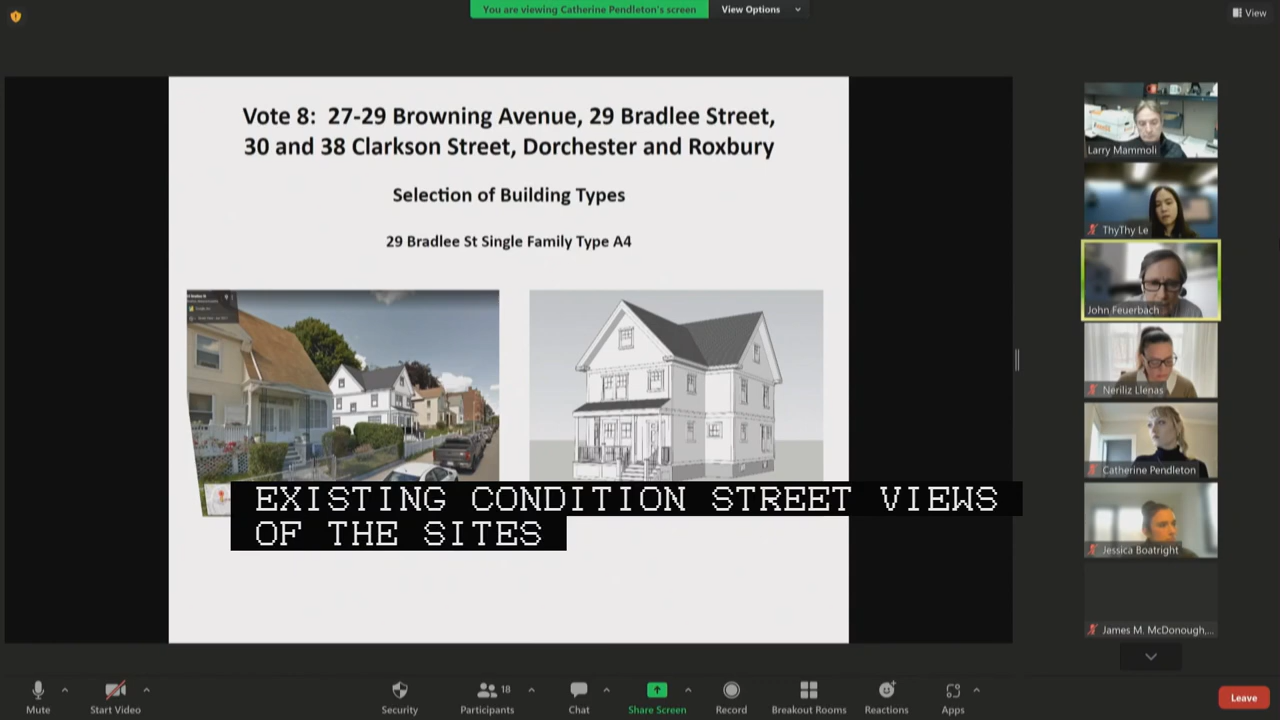 You are viewing Catherine Pendleton's screen
View Options
View
Vote 8: 27-29 Browning Avenue, 29 Bradlee Street,
30 and 38 Clarkson Street, Dorchester and Roxbury
Selection of Building Types
29 Bradlee St Single Family Type A4
EXISTING CONDITION STREET VIEWS
OF THE SITES
Larry Mammoli
ThyThy Le
John Feuerbach
Neriliz Llenas
Catherine Pendleton
Jessica Boatright
James M. McDonough,...
Mute
Start Video
Security
Participants
18
Chat
Share Screen
Record
Breakout Rooms
Reactions
Apps
Leave